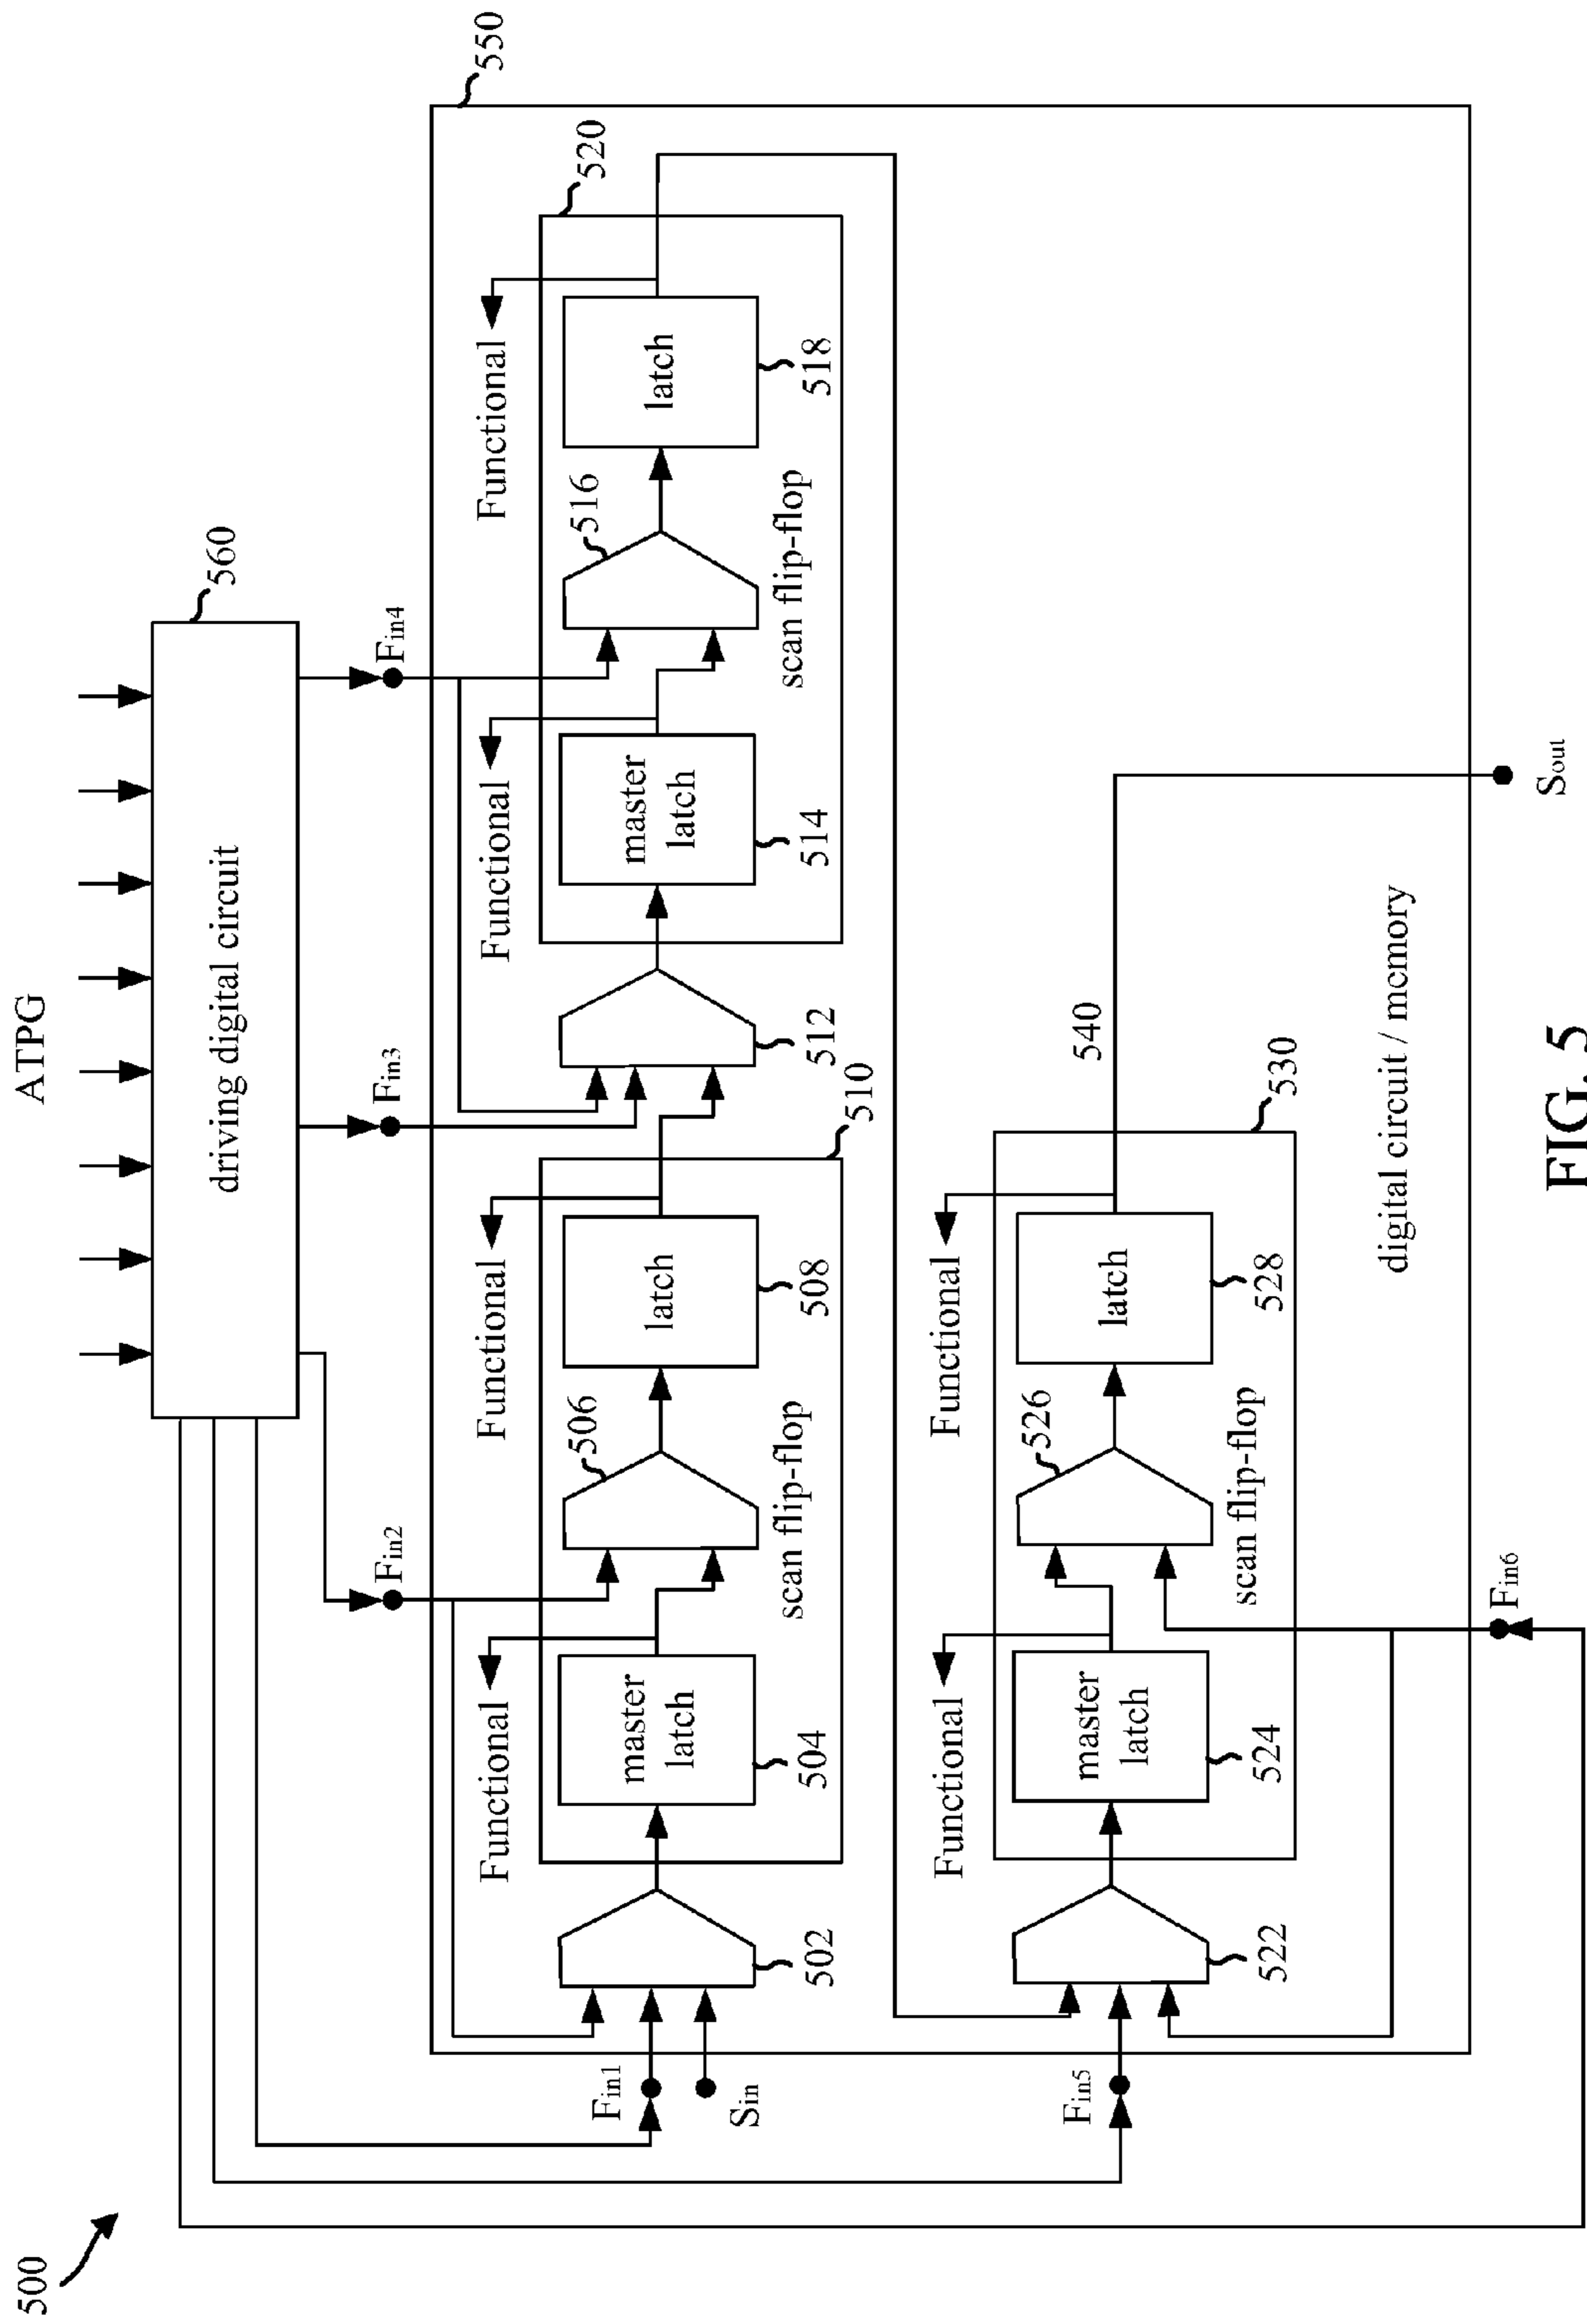 500
ATPG
driving digital circuit
560
550
Fin2
Fin3
Fin4
520
Functional
Functional
Functional
Functional
502
master
latch
504
506
latch
508
scan flip-flop
510
512
master
latch
514
516
latch
518
scan flip-flop
Fin1
Sin
Fin5
522
Functional
Functional
master
latch
524
526
latch
528
scan flip-flop
530
540
digital circuit / memory
Fin6
Sout
FIG. 5